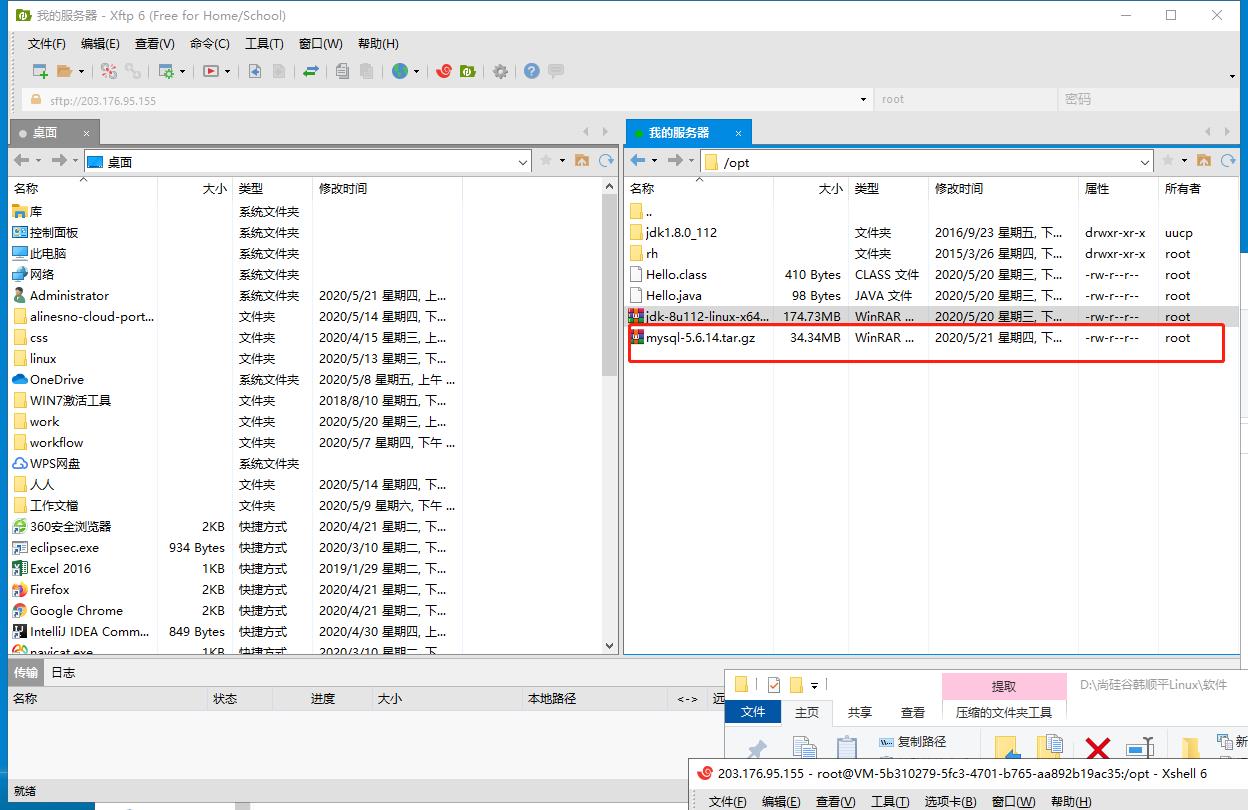 我的服务器 - Xftp 6 (Free for Home/School)
文件(F) 编辑(E) 查看(V) 命令(C) 工具(T) 窗口(W) 帮助(H)
sftp://203.176.95.155 root 密码
桌面 × 我的服务器 ×
桌面 /opt
名称 大小 类型 修改时间
库 系统文件夹
控制面板 系统文件夹
此电脑 系统文件夹
网络 系统文件夹
Administrator 系统文件夹 2020/5/21 星期四, 上...
alinesno-cloud-port... 文件夹 2020/5/14 星期四, 下...
css 文件夹 2020/4/15 星期三, 上...
linux 文件夹 2020/5/13 星期三, 下...
OneDrive 系统文件夹 2020/5/8 星期五, 上午 ...
WIN7激活工具 文件夹 2018/8/10 星期五, 下...
work 文件夹 2020/5/20 星期三, 上...
workflow 文件夹 2020/5/7 星期四, 下午 ...
WPS网盘 系统文件夹
人人 文件夹 2020/5/14 星期四, 下...
工作文檔 文件夹 2020/5/9 星期六, 下午 ...
360安全浏览器 2KB 快捷方式 2020/4/21 星期二, 下...
eclipsec.exe 934 Bytes 快捷方式 2020/3/10 星期二, 下...
Excel 2016 1KB 快捷方式 2019/1/29 星期二, 下...
Firefox 2KB 快捷方式 2020/4/21 星期二, 下...
Google Chrome 2KB 快捷方式 2020/4/21 星期二, 下...
IntelliJ IDEA Comm... 849 Bytes 快捷方式 2020/4/30 星期四, 上...
navicat.exe 1KB 快捷方式 2020/3/10 星期二, 下...
名称 大小 类型 修改时间 属性 所有者
..
jdk1.8.0_112 文件夹 2016/9/23 星期五, 下... drwxr-xr-x uucp
rh 文件夹 2015/3/26 星期四, 下... drwxr-xr-x root
Hello.class 410 Bytes CLASS 文件 2020/5/20 星期三, 下... -rw-r--r-- root
Hello.java 98 Bytes JAVA 文件 2020/5/20 星期三, 下... -rw-r--r-- root
jdk-8u112-linux-x64... 174.73MB WinRAR ... 2020/5/20 星期三, 下... -rw-r--r-- root
mysql-5.6.14.tar.gz 34.34MB WinRAR ... 2020/5/21 星期四, 下... -rw-r--r-- root
传输 日志
名称 状态 进度 大小 本地路径 <-> 远
就绪
提取 D:\尚硅谷韩顺平Linux\软件
文件 主页 共享 查看 压缩的文件夹工具
复制路径 新
203.176.95.155 - root@VM-5b310279-5fc3-4701-b765-aa892b19ac35:/opt - Xshell 6
文件(F) 编辑(E) 查看(V) 工具(T) 选项卡(B) 窗口(W) 帮助(H)